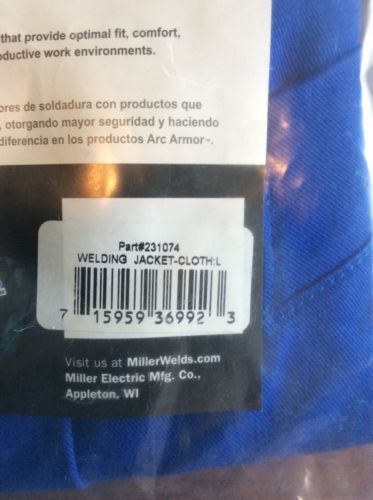 that provide optimal fit, comfort,
productive work environments.
ores de soldadura con productos que
, otorgando mayor seguridad y haciendo
diferencia en los productos Arc Armor™.
Part#231074
WELDING JACKET-CLOTH:L
7 15959 36992 3
Visit us at MillerWelds.com
Miller Electric Mfg. Co.,
Appleton, WI